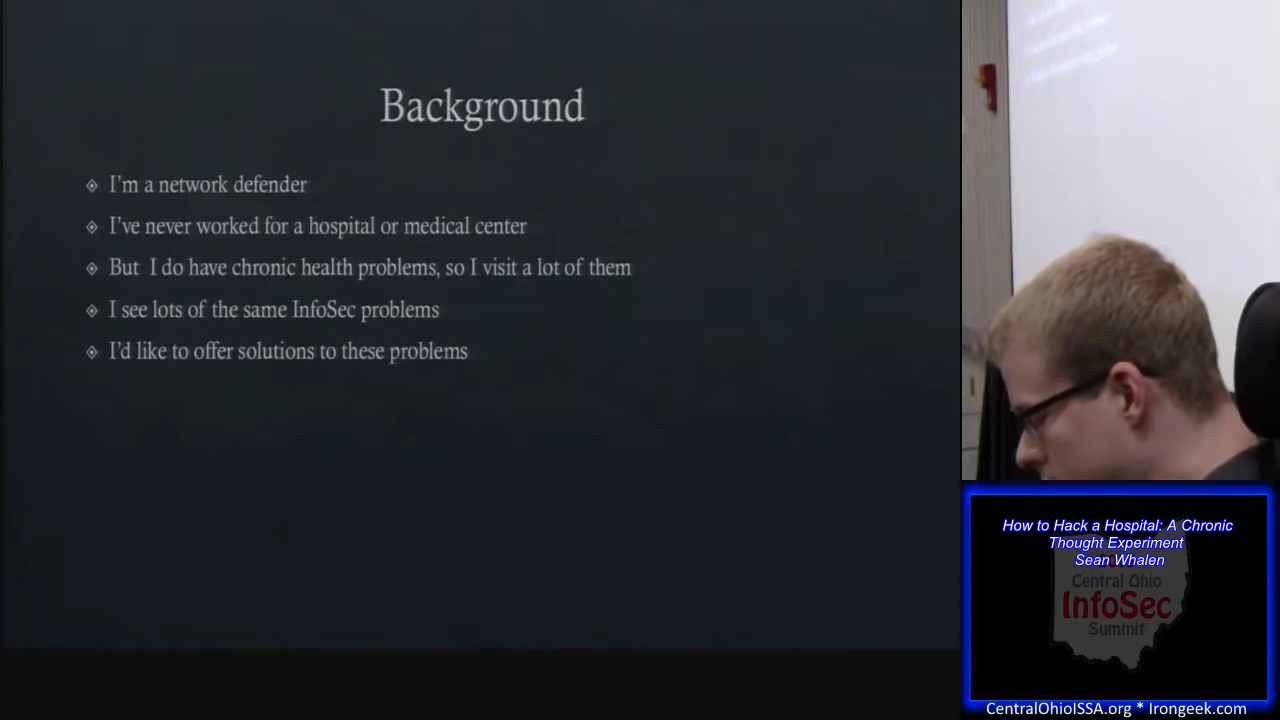 Background
I'm a network defender
I've never worked for a hospital or medical center
But I do have chronic health problems, so I visit a lot of them
I see lots of the same InfoSec problems
I'd like to offer solutions to these problems
How to Hack a Hospital: A Chronic
Thought Experiment
Sean Whalen
Central Ohio
InfoSec
Summit
CentralOhioISSA.org * Irongeek.com